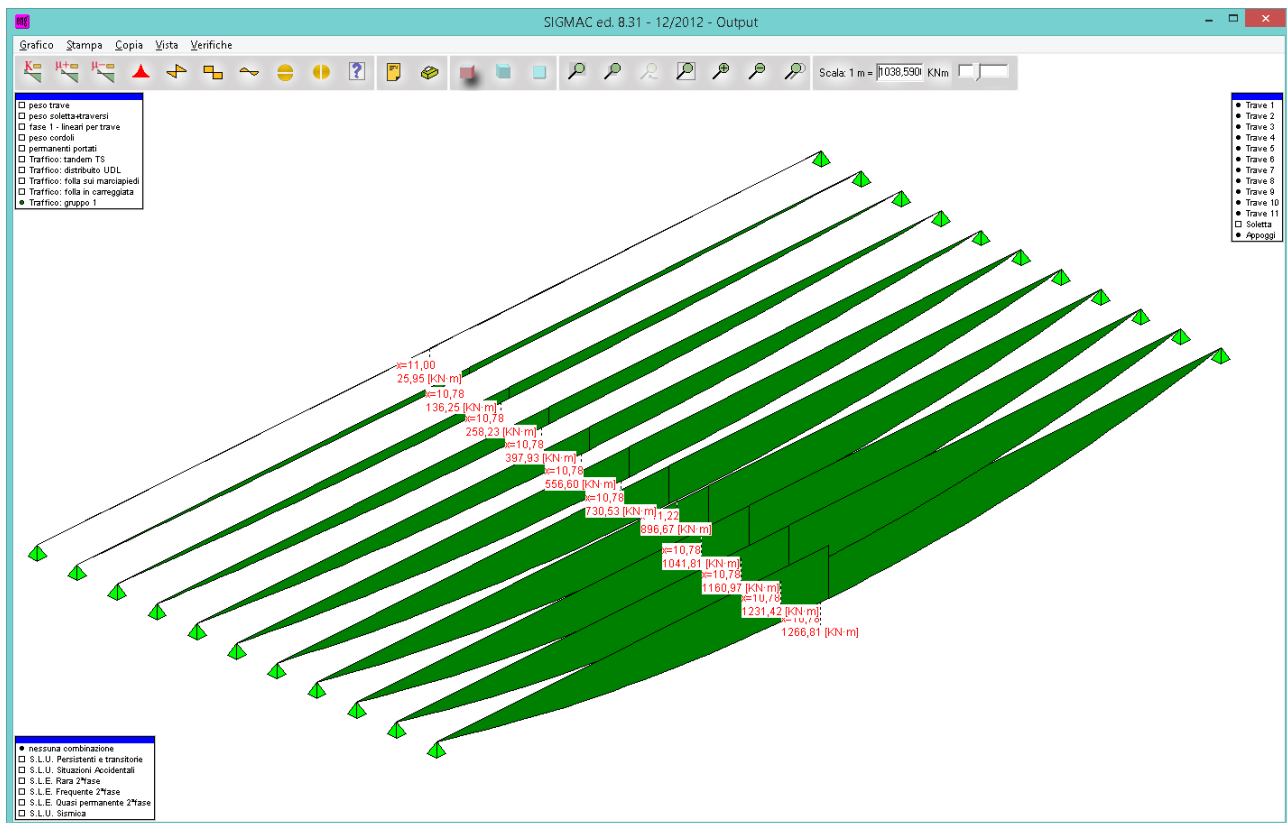 SIGMAC ed. 8.31 - 12/2012 - Output
Grafico Stampa Copia Vista Verifiche
K μ+ μ- ? Scala: 1 m = 1038,590 KNm
peso trave
peso soletta+traversi
fase 1 - lineari per trave
peso cordoli
permanenti portati
Traffico: tandem TS
Traffico: distribuito UDL
Traffico: folla sui marciapiedi
Traffico: folla in carreggiata
Traffico: gruppo 1
Trave 1
Trave 2
Trave 3
Trave 4
Trave 5
Trave 6
Trave 7
Trave 8
Trave 9
Trave 10
Trave 11
Soletta
Appoggi
x=11,00
25,95 [KN·m]
x=10,78
136,25 [KN·m]
x=10,78
258,23 [KN·m]
x=10,78
397,93 [KN·m]
x=10,78
556,60 [KN·m]
x=10,78
730,53 [KN·m]
1,22
896,67 [KN·m]
x=10,78
1041,81 [KN·m]
x=10,78
1160,97 [KN·m]
x=10,78
1231,42 [KN·m]
x=10,78
1266,81 [KN·m]
nessuna combinazione
S.L.U. Persistenti e transitorie
S.L.U. Situazioni Accidentali
S.L.E. Rara 2ªfase
S.L.E. Frequente 2ªfase
S.L.E. Quasi permanente 2ªfase
S.L.U. Sismica